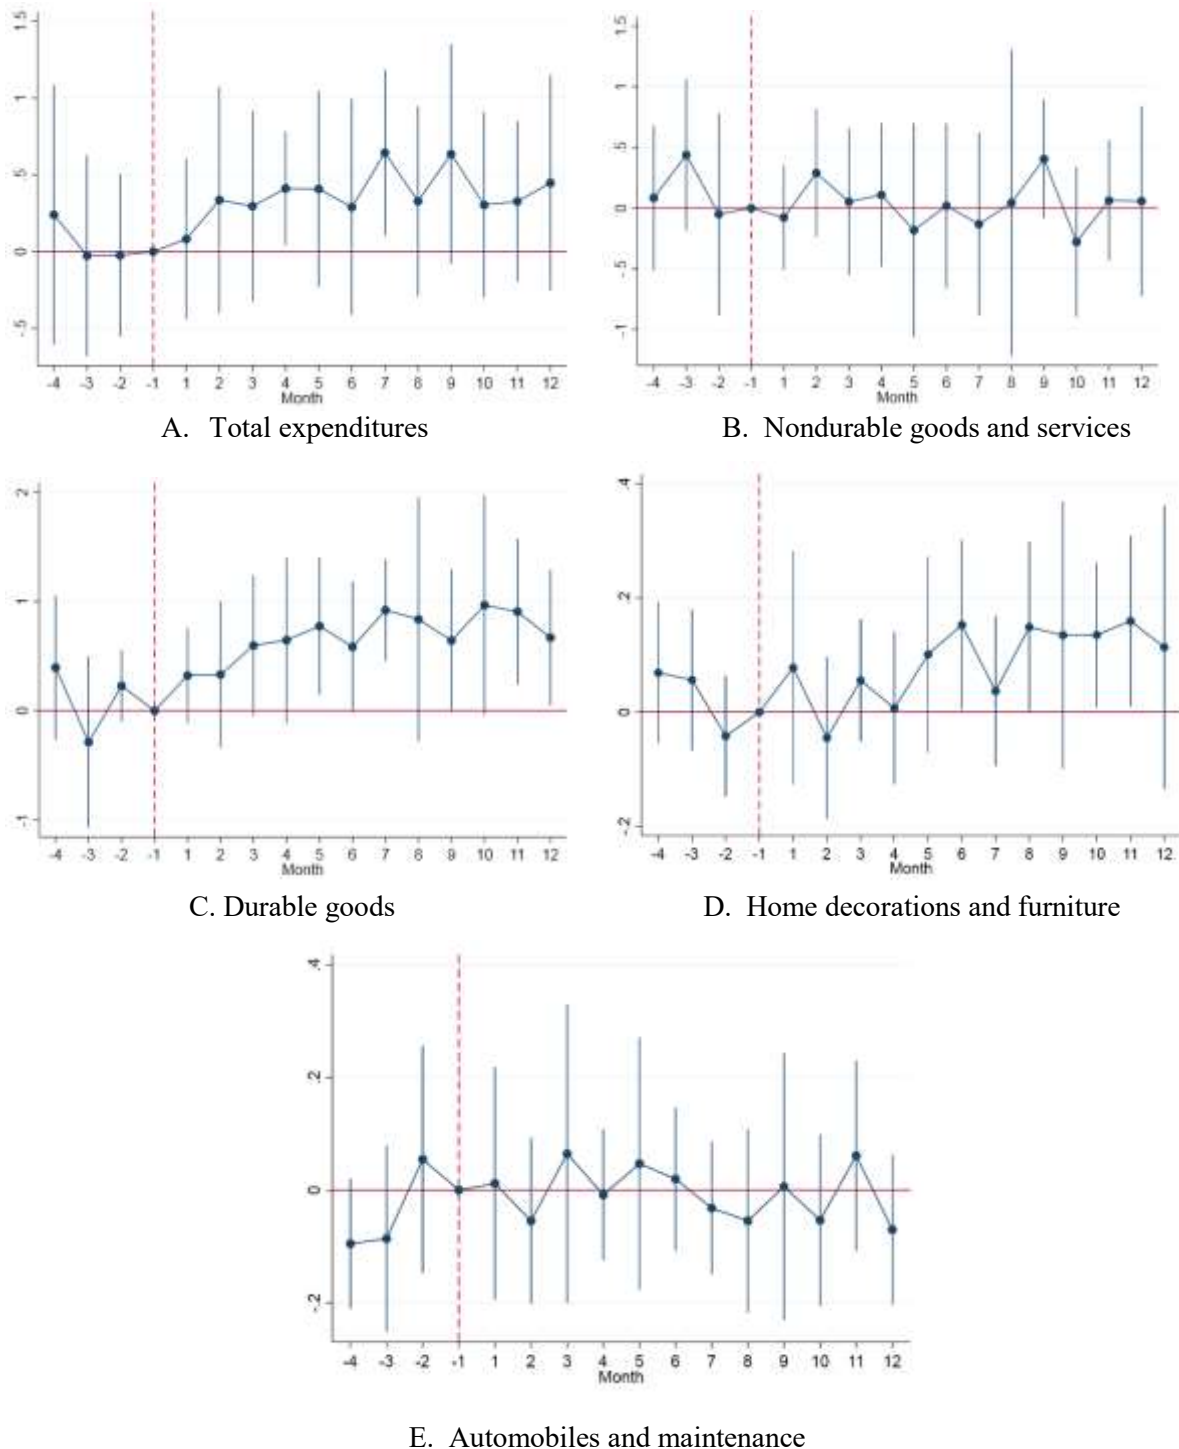 1.5
1
.5
0
-.5
-4 -3 -2 -1 1 2 3 4 5 6 7 8 9 10 11 12
Month
A. Total expenditures
1.5
1
.5
0
-.5
-1
-4 -3 -2 -1 1 2 3 4 5 6 7 8 9 10 11 12
Month
B. Nondurable goods and services
2
1
0
-1
-4 -3 -2 -1 1 2 3 4 5 6 7 8 9 10 11 12
Month
C. Durable goods
.4
.2
0
-.2
-4 -3 -2 -1 1 2 3 4 5 6 7 8 9 10 11 12
Month
D. Home decorations and furniture
.4
.2
0
-.2
-4 -3 -2 -1 1 2 3 4 5 6 7 8 9 10 11 12
Month
E. Automobiles and maintenance